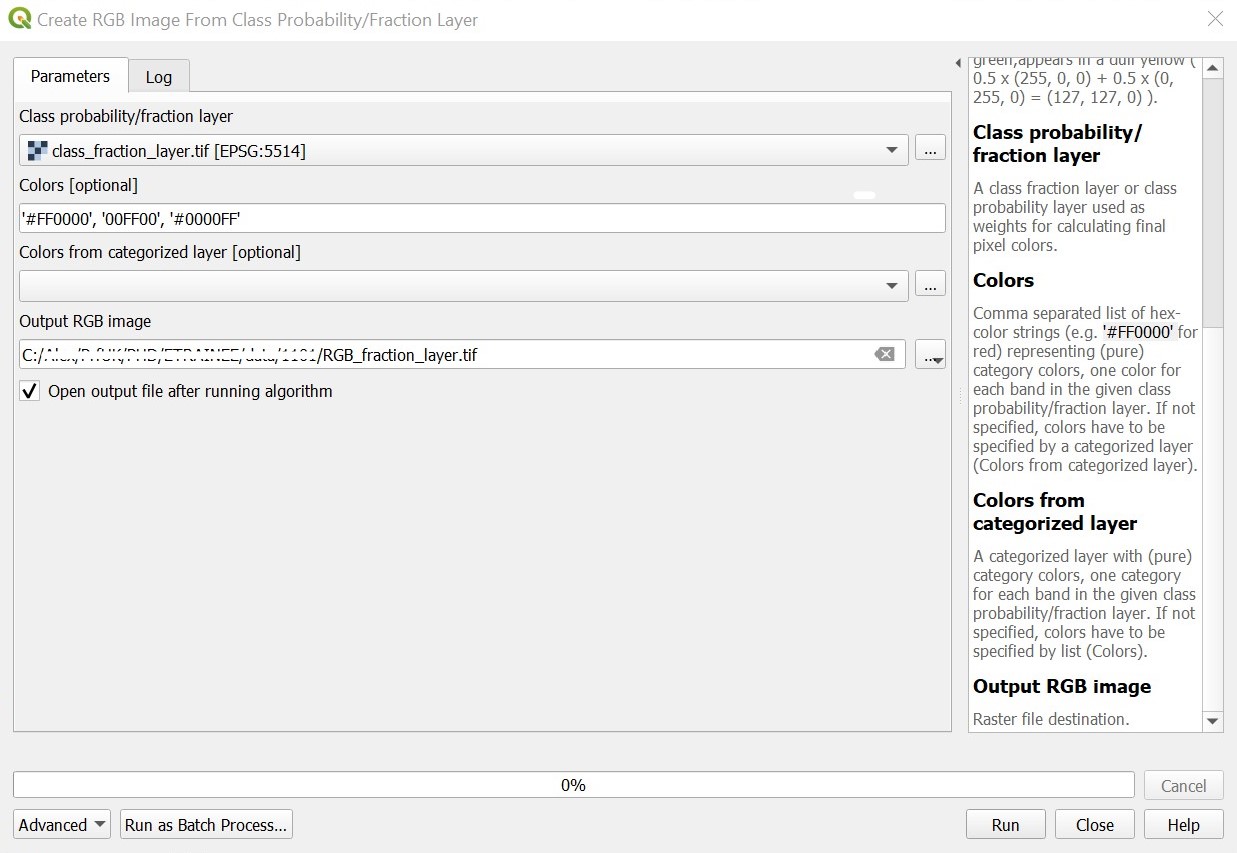 Create RGB Image From Class Probability/Fraction Layer
Parameters
Log
Class probability/fraction layer
class_fraction_layer.tif [EPSG:5514]
...
Colors [optional]
'#FF0000', '00FF00', '#0000FF'
Colors from categorized layer [optional]
...
Output RGB image
/RGB_fraction_layer.tif
...
Open output file after running algorithm
green,appears in a dull yellow (
0.5 x (255, 0, 0) + 0.5 x (0,
255, 0) = (127, 127, 0) ).
Class probability/
fraction layer
A class fraction layer or class
probability layer used as
weights for calculating final
pixel colors.
Colors
Comma separated list of hex-
color strings (e.g. '#FF0000' for
red) representing (pure)
category colors, one color for
each band in the given class
probability/fraction layer. If not
specified, colors have to be
specified by a categorized layer
(Colors from categorized layer).
Colors from
categorized layer
A categorized layer with (pure)
category colors, one category
for each band in the given class
probability/fraction layer. If not
specified, colors have to be
specified by list (Colors).
Output RGB image
Raster file destination.
0%
Cancel
Advanced
Run as Batch Process...
Run
Close
Help